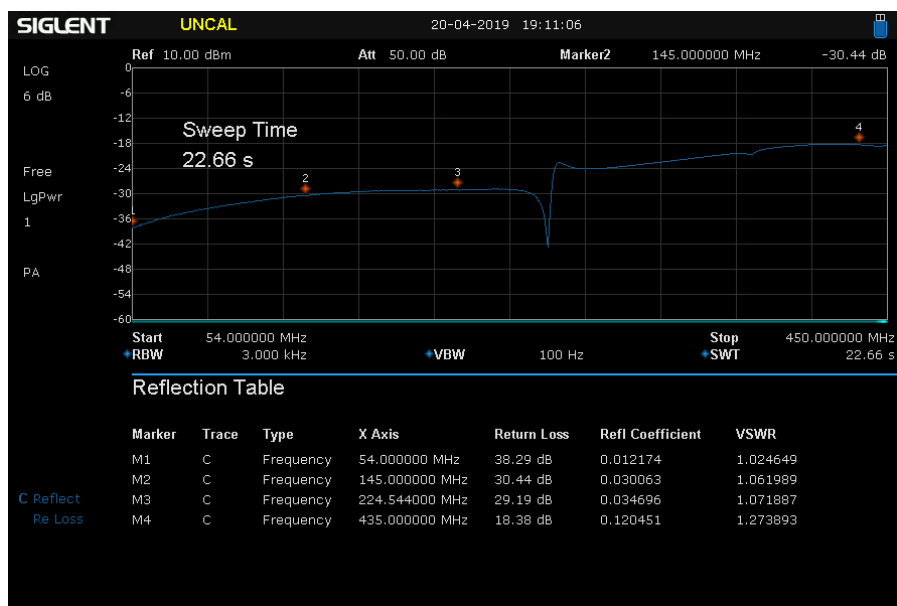 SIGLENT UNCAL 20-04-2019 19:11:06
Ref 10.00 dBm Att 50.00 dB Marker2 145.000000 MHz -30.44 dB
LOG
6 dB
Free
LgPwr
1
PA
0
-6
-12
-18
-24
-30
-36
-42
-48
-54
-60
Sweep Time
22.66 s
2
3
4
Start 54.000000 MHz Stop 450.000000 MHz
RBW 3.000 kHz VBW 100 Hz SWT 22.66 s
Reflection Table
Marker Trace Type X Axis Return Loss Refl Coefficient VSWR
M1 C Frequency 54.000000 MHz 38.29 dB 0.012174 1.024649
M2 C Frequency 145.000000 MHz 30.44 dB 0.030063 1.061989
M3 C Frequency 224.544000 MHz 29.19 dB 0.034696 1.071887
M4 C Frequency 435.000000 MHz 18.38 dB 0.120451 1.273893
C Reflect
Re Loss